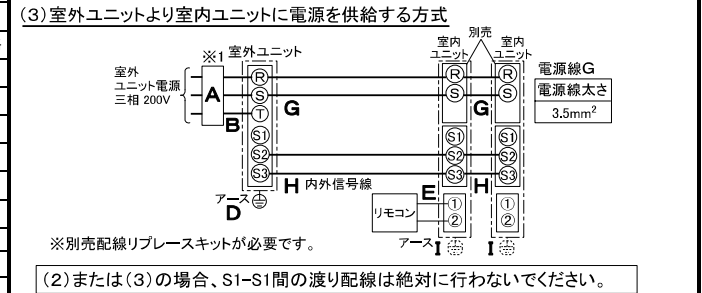 (3)室外ユニットより室内ユニットに電源を供給する方式
別売
※1 室外ユニット
室内
ユニット
室内
ユニット
室外
ユニット電源
三相 200V
A
B
R
S
T
S1
S2
S3
G
R
S
S1
S2
S3
G
R
S
S1
S2
S3
電源線G
電源線太さ
3.5mm²
H 内外信号線
E
H
アース
D
リモコン
①
②
①
②
※別売配線リプレースキットが必要です。
アース I
I
(2)または(3)の場合、S1-S1間の渡り配線は絶対に行わないでください。